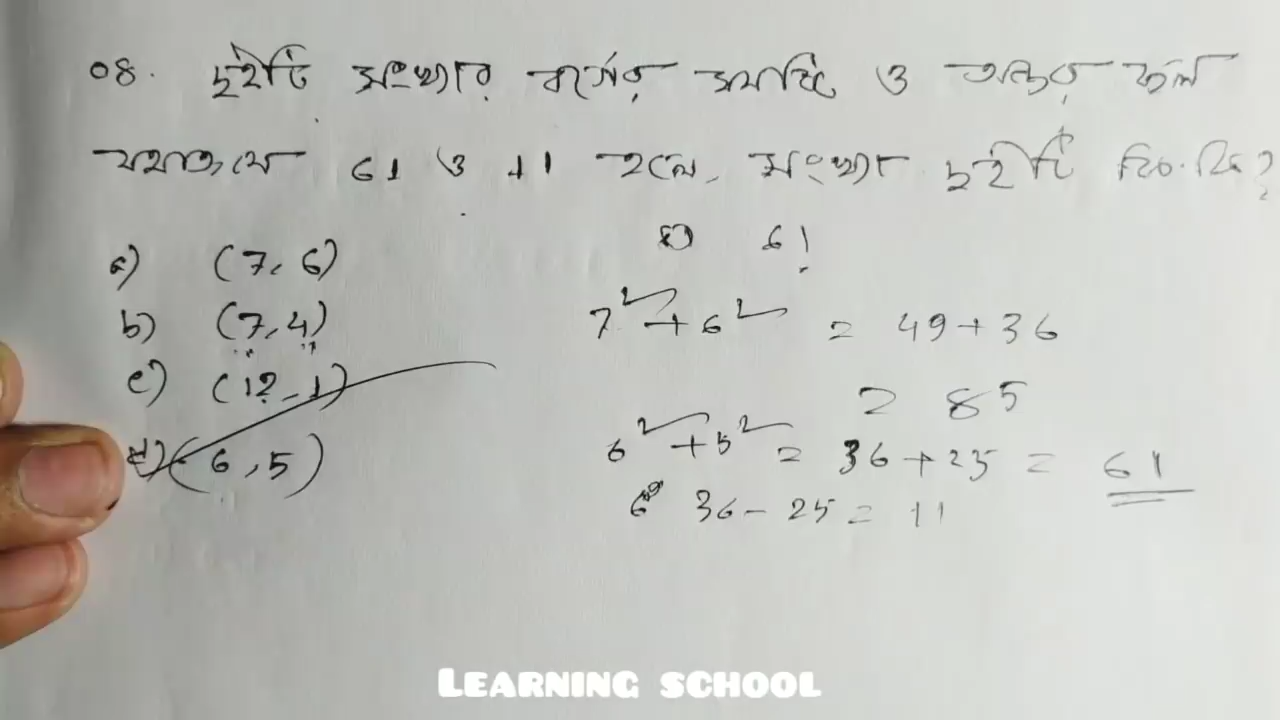 ০৪. দুইটি সংখ্যার বর্গের সমষ্টি ও অন্তর ফল
যথাক্রমে 61 ও 11 হলে, সংখ্যা দুইটি কি কি?
61
a) (7, 6)
7² + 6² = 49 + 36
b) (7, 4)
c) (12, 1)
= 85
d) (6, 5)
6² + 5² = 36 + 25 = 61
36 - 25 = 11
LEARNING SCHOOL